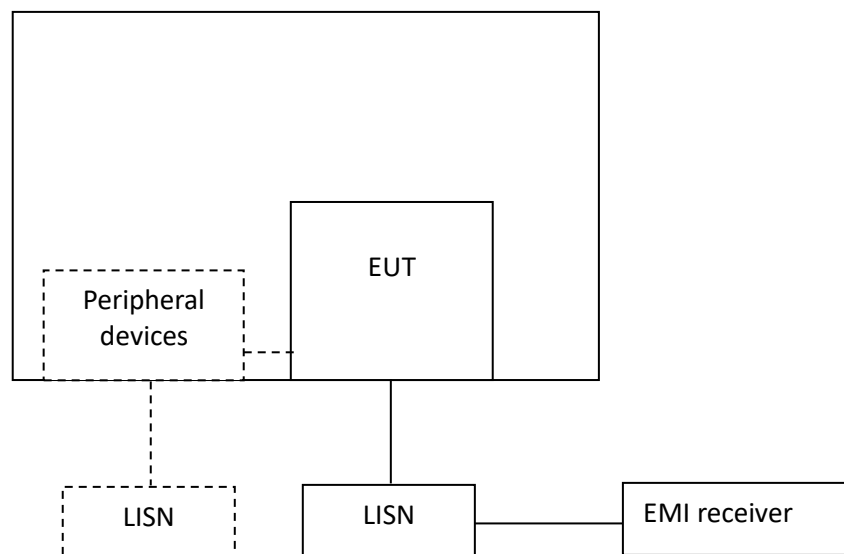 EUT
Peripheral
devices
LISN
LISN
EMI receiver